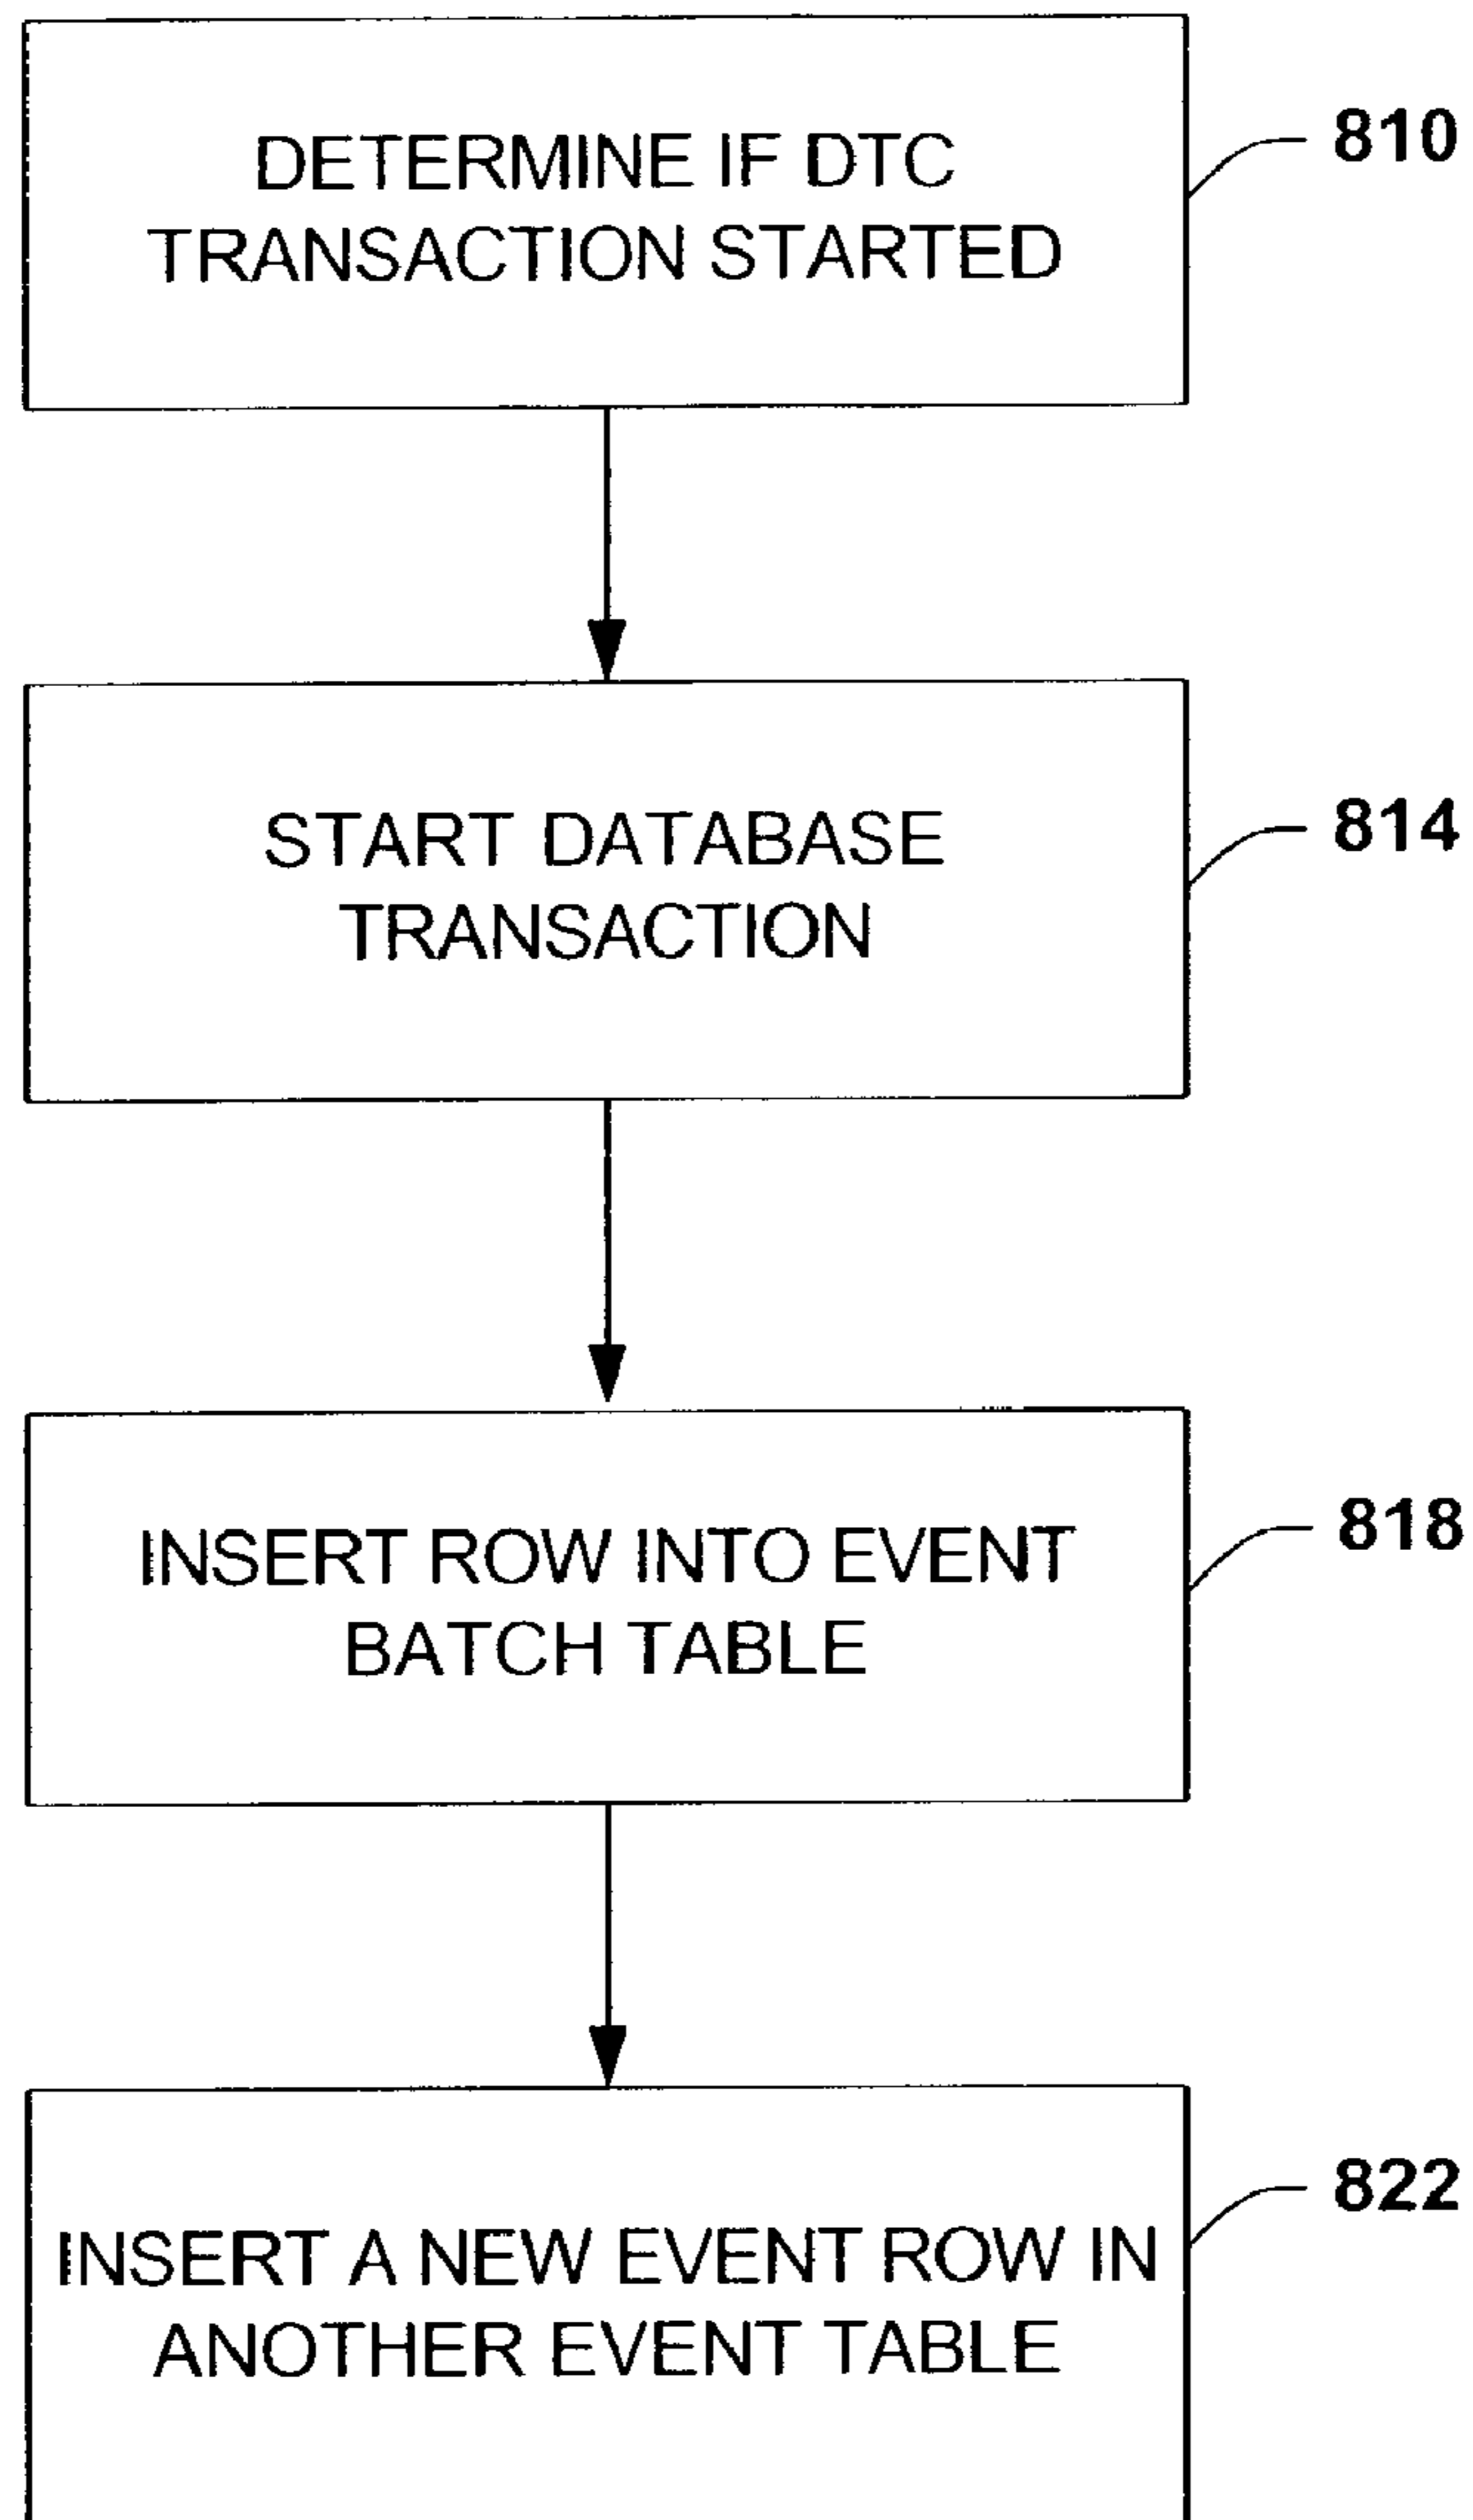 DETERMINE IF DTC
TRANSACTION STARTED
810
START DATABASE
TRANSACTION
814
INSERT ROW INTO EVENT
BATCH TABLE
818
INSERT A NEW EVENT ROW IN
ANOTHER EVENT TABLE
822